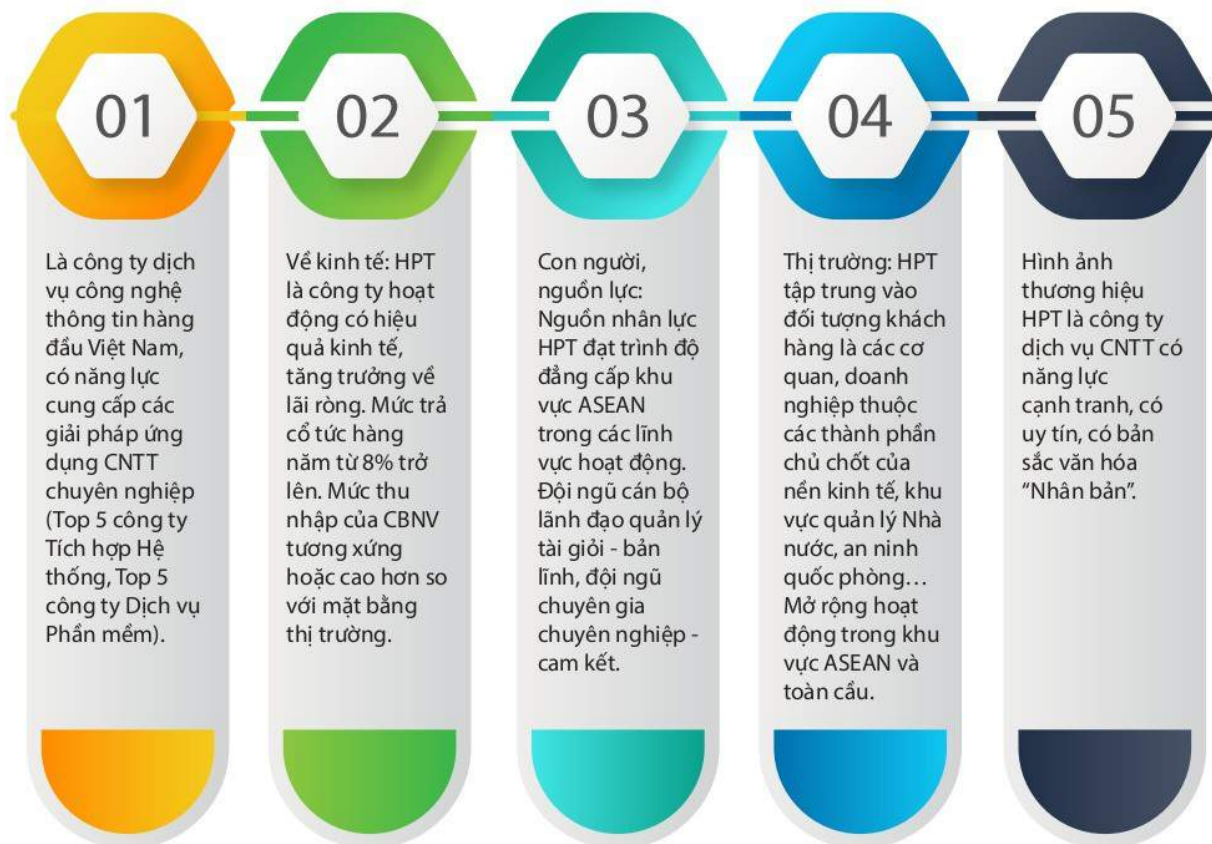 01
Là công ty dịch
vụ công nghệ
thông tin hàng
đầu Việt Nam,
có năng lực
cung cấp các
giải pháp ứng
dụng CNTT
chuyên nghiệp
(Top 5 công ty
Tích hợp Hệ
thống, Top 5
công ty Dịch vụ
Phần mềm).
02
Về kinh tế: HPT
là công ty hoạt
động có hiệu
quả kinh tế,
tăng trưởng về
lãi ròng. Mức trả
cổ tức hàng
năm từ 8% trở
lên. Mức thu
nhập của CBNV
tương xứng
hoặc cao hơn so
với mặt bằng
thị trường.
03
Con người,
nguồn lực:
Nguồn nhân lực
HPT đạt trình độ
đẳng cấp khu
vực ASEAN
trong các lĩnh
vực hoạt động.
Đội ngũ cán bộ
lãnh đạo quản lý
tài giỏi - bản
lĩnh, đội ngũ
chuyên gia
chuyên nghiệp -
cam kết.
04
Thị trường: HPT
tập trung vào
đối tượng khách
hàng là các cơ
quan, doanh
nghiệp thuộc
các thành phần
chủ chốt của
nền kinh tế, khu
vực quản lý Nhà
nước, an ninh
quốc phòng…
Mở rộng hoạt
động trong khu
vực ASEAN và
toàn cầu.
05
Hình ảnh
thương hiệu
HPT là công ty
dịch vụ CNTT có
năng lực
cạnh tranh, có
uy tín, có bản
sắc văn hóa
“Nhân bản”.